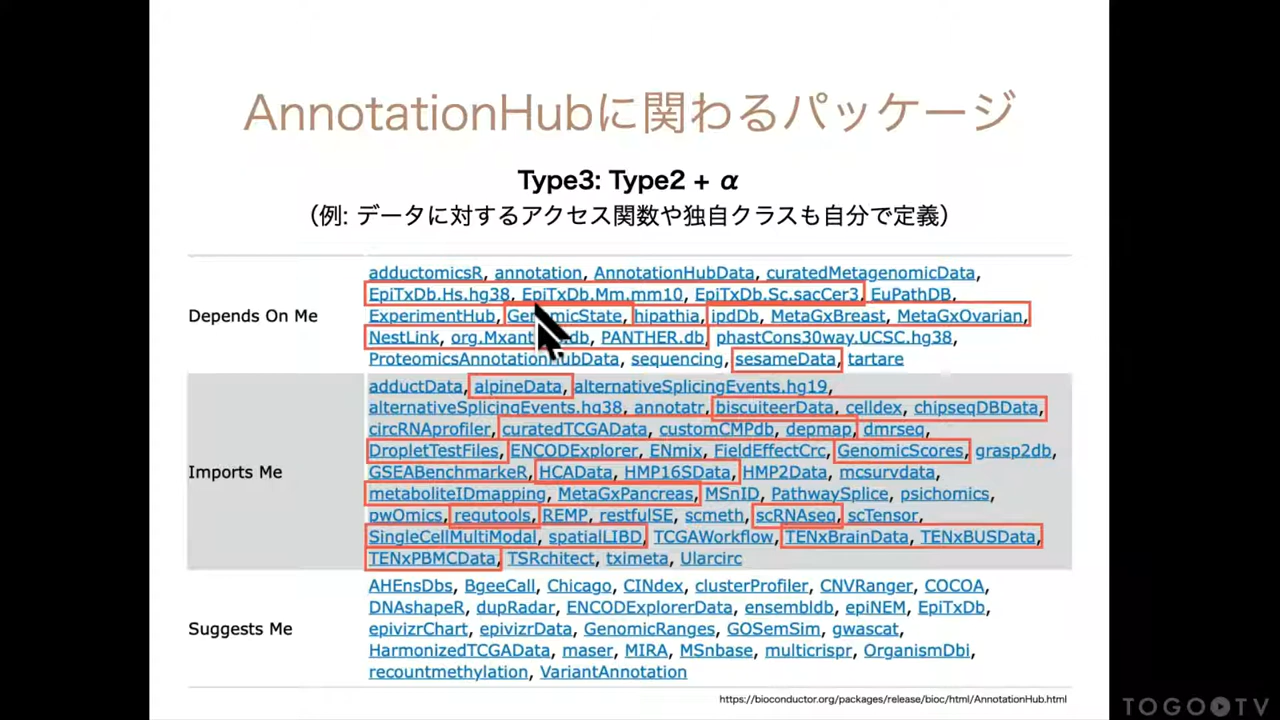 AnnotationHubに関わるパッケージ
Type3: Type2 + α
（例: データに対するアクセス関数や独自クラスも自分で定義）
Depends On Me
adductomicsR, annotation, AnnotationHubData, curatedMetagenomicData,
EpiTxDb.Hs.hg38, EpiTxDb.Mm.mm10, EpiTxDb.Sc.sacCer3, EuPathDB,
ExperimentHub, GenomicState, hipathia, ipdDb, MetaGxBreast, MetaGxOvarian,
NestLink, org.Mxanthus.db, PANTHER.db, phastCons30way.UCSC.hg38,
ProteomicsAnnotationHubData, sequencing, sesameData, tartare
Imports Me
adductData, alpineData, alternativeSplicingEvents.hg19,
alternativeSplicingEvents.hg38, annotatr, biscuiteerData, celldex, chipseqDBData,
circRNAprofiler, curatedTCGAData, customCMPdb, depmap, dmrseq,
DropletTestFiles, ENCODExplorer, ENmix, FieldEffectCrc, GenomicScores, grasp2db,
GSEABenchmarkeR, HCAData, HMP16SData, HMP2Data, mcsurvdata,
metaboliteIDmapping, MetaGxPancreas, MSnID, PathwaySplice, psichomics,
pwOmics, regutools, REMP, restfulSE, scmeth, scRNAseq, scTensor,
SingleCellMultiModal, spatialLIBD, TCGAWorkflow, TENxBrainData, TENxBUSData,
TENxPBMCData, TSRchitect, tximeta, Ularcirc
Suggests Me
AHEnsDbs, BgeeCall, Chicago, CINdex, clusterProfiler, CNVRanger, COCOA,
DNAshapeR, dupRadar, ENCODExplorerData, ensembldb, epiNEM, EpiTxDb,
epivizrChart, epivizrData, GenomicRanges, GOSemSim, gwascat,
HarmonizedTCGAData, maser, MIRA, MSnbase, multicrispr, OrganismDbi,
recountmethylation, VariantAnnotation
https://bioconductor.org/packages/release/bioc/html/AnnotationHub.html
TOGOTV